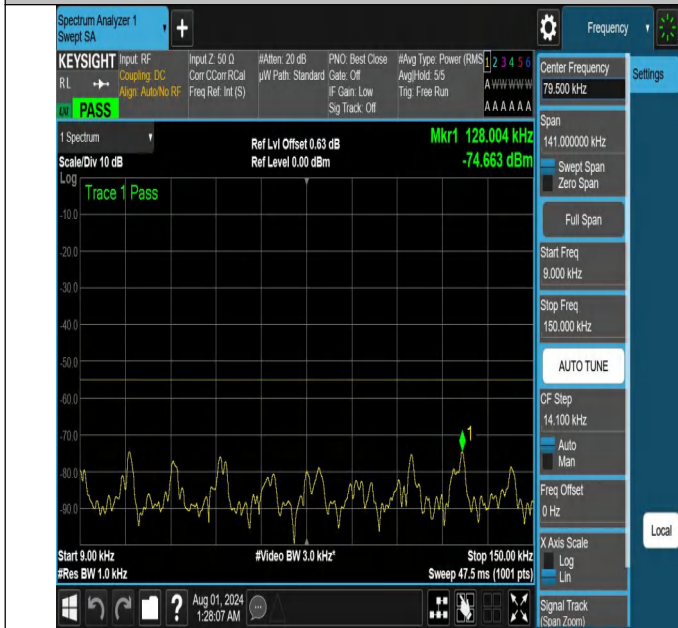 Spectrum Analyzer 1
Swept SA
+
Frequency
KEYSIGHT
RL
LXI
PASS
Input: RF
Coupling: DC
Align: Auto/No RF
Input Z: 50 Ω
Corr CCorr RCal
Freq Ref: Int (S)
#Atten: 20 dB
µW Path: Standard
PNO: Best Close
Gate: Off
IF Gain: Low
Sig Track: Off
#Avg Type: Power (RMS
Avg|Hold: 5/5
Trig: Free Run
1 2 3 4 5 6
A W W W W W
A A A A A A
Center Frequency
79.500 kHz
Settings
Span
141.000000 kHz
Swept Span
Zero Span
Full Span
Start Freq
9.000 kHz
Stop Freq
150.000 kHz
AUTO TUNE
CF Step
14.100 kHz
Auto
Man
Freq Offset
0 Hz
X Axis Scale
Log
Lin
Local
Signal Track
(Span Zoom)
1 Spectrum
Scale/Div 10 dB
Ref Lvl Offset 0.63 dB
Ref Level 0.00 dBm
Mkr1 128.004 kHz
-74.663 dBm
Log
Trace 1 Pass
-10.0
-20.0
-30.0
-40.0
-50.0
-60.0
-70.0
-80.0
-90.0
1
Start 9.00 kHz
#Res BW 1.0 kHz
#Video BW 3.0 kHz*
Stop 150.00 kHz
Sweep 47.5 ms (1001 pts)
?
Aug 01, 2024
1:28:07 AM